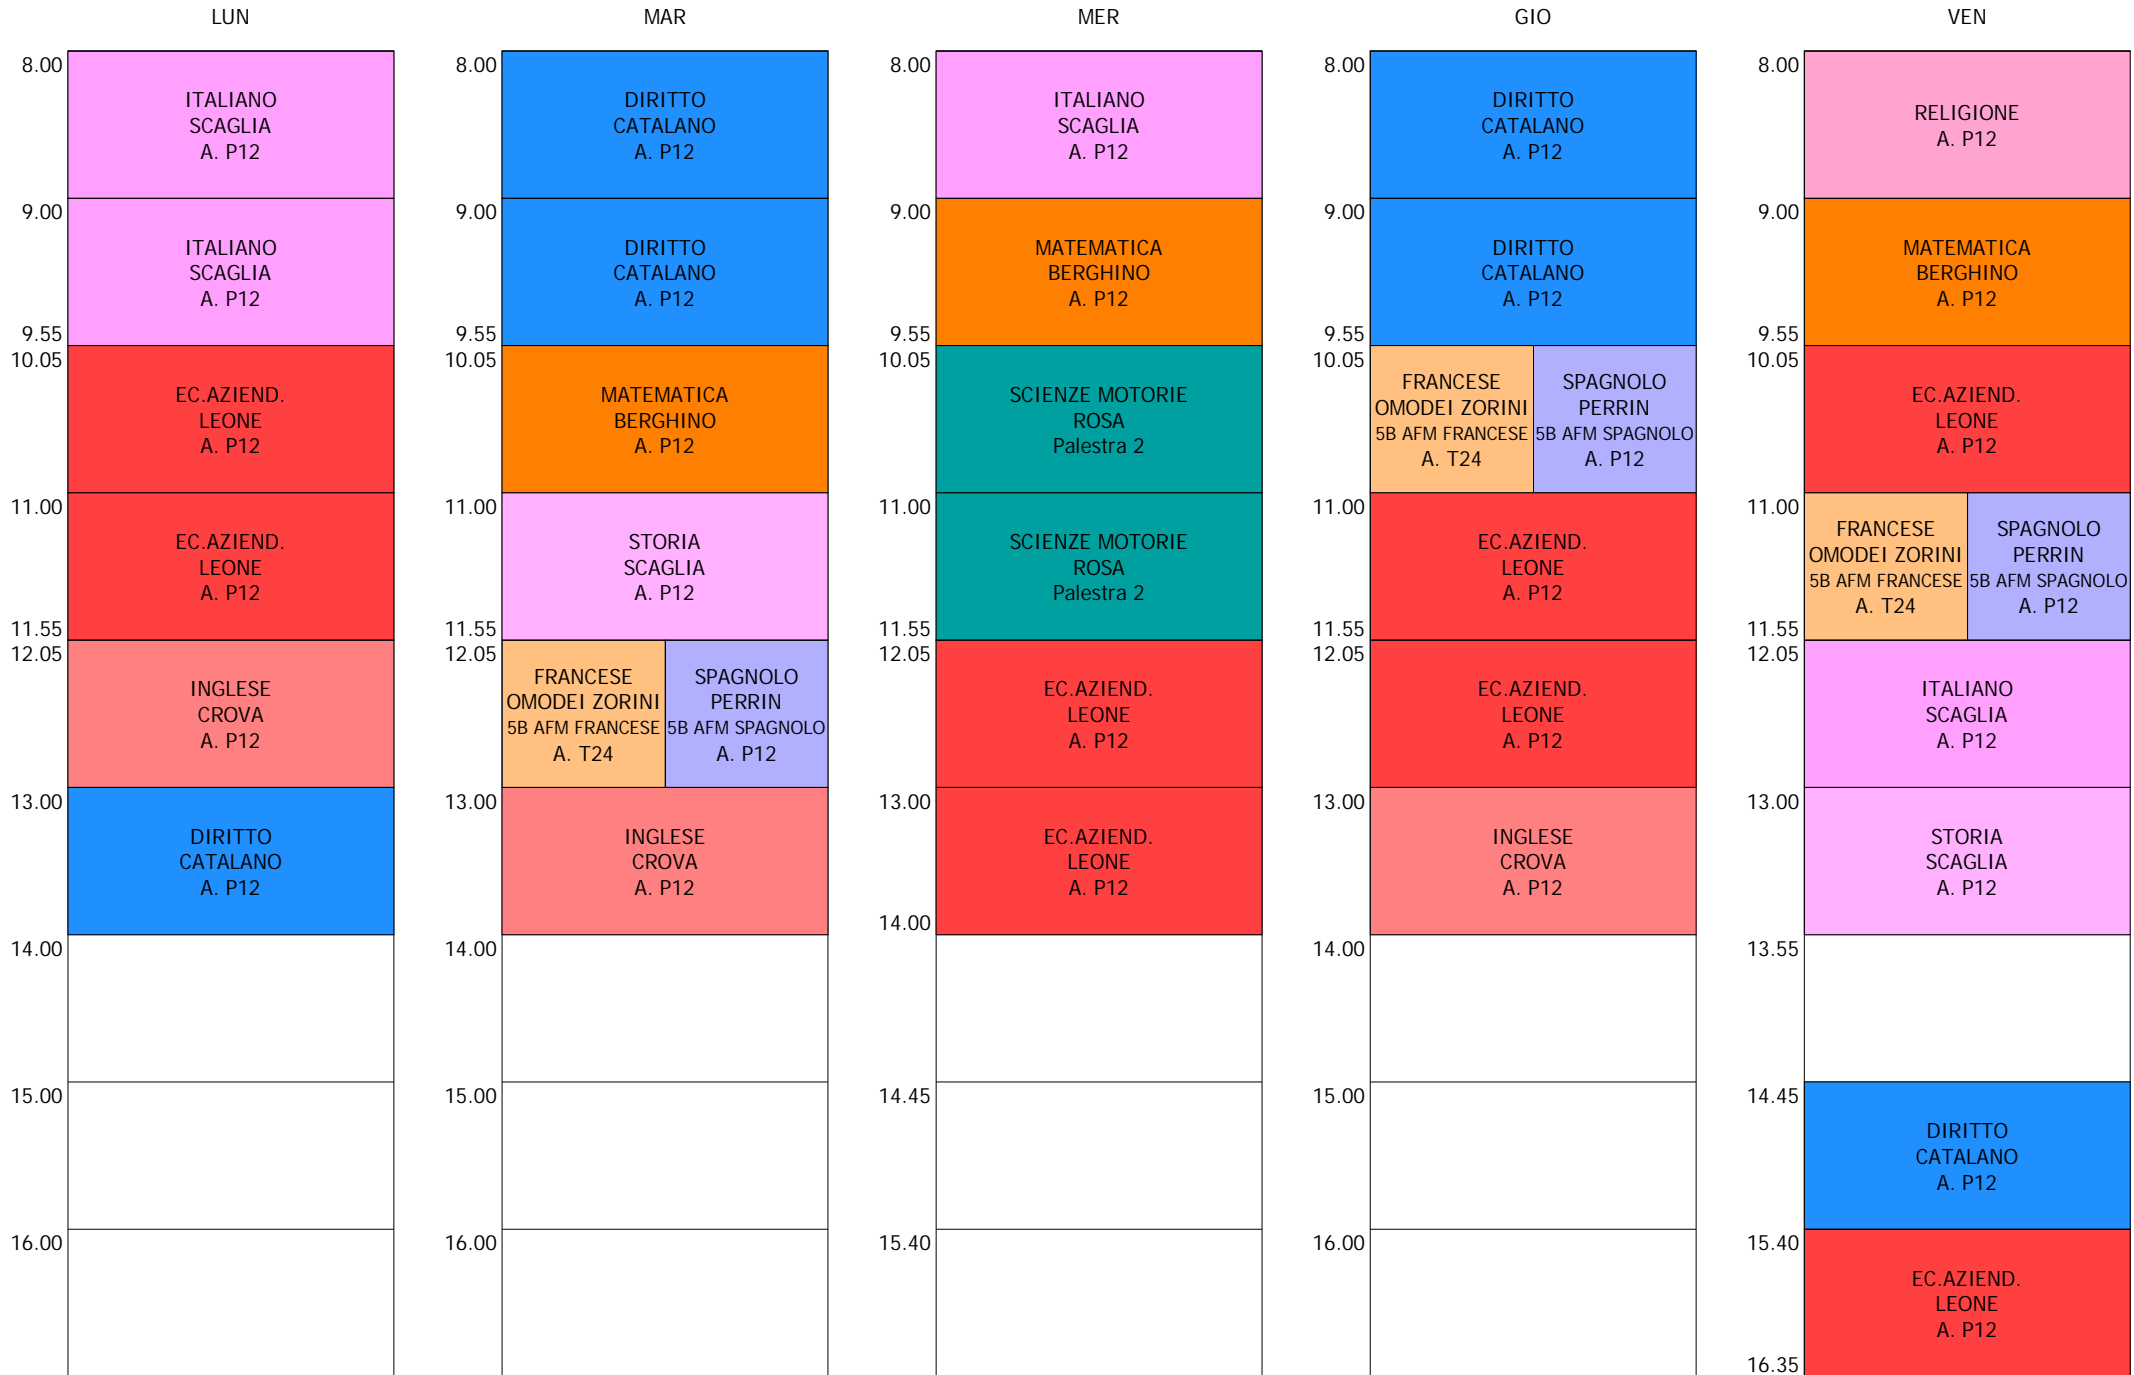 LUN
8.00
ITALIANO
SCAGLIA
A. P12
9.00
ITALIANO
SCAGLIA
A. P12
9.55
10.05
EC.AZIEND.
LEONE
A. P12
11.00
EC.AZIEND.
LEONE
A. P12
11.55
12.05
INGLESE
CROVA
A. P12
13.00
DIRITTO
CATALANO
A. P12
14.00
15.00
16.00
MAR
8.00
DIRITTO
CATALANO
A. P12
9.00
DIRITTO
CATALANO
A. P12
9.55
10.05
MATEMATICA
BERGHINO
A. P12
11.00
STORIA
SCAGLIA
A. P12
11.55
12.05
FRANCESE
OMODEI ZORINI
5B AFM FRANCESE
A. T24
SPAGNOLO
PERRIN
5B AFM SPAGNOLO
A. P12
13.00
INGLESE
CROVA
A. P12
14.00
15.00
16.00
MER
8.00
ITALIANO
SCAGLIA
A. P12
9.00
MATEMATICA
BERGHINO
A. P12
9.55
10.05
SCIENZE MOTORIE
ROSA
Palestra 2
11.00
SCIENZE MOTORIE
ROSA
Palestra 2
11.55
12.05
EC.AZIEND.
LEONE
A. P12
13.00
EC.AZIEND.
LEONE
A. P12
14.00
14.45
15.40
GIO
8.00
DIRITTO
CATALANO
A. P12
9.00
DIRITTO
CATALANO
A. P12
9.55
10.05
FRANCESE
OMODEI ZORINI
5B AFM FRANCESE
A. T24
SPAGNOLO
PERRIN
5B AFM SPAGNOLO
A. P12
11.00
EC.AZIEND.
LEONE
A. P12
12.05
EC.AZIEND.
LEONE
A. P12
13.00
INGLESE
CROVA
A. P12
14.00
15.00
16.00
VEN
8.00
RELIGIONE
A. P12
9.00
MATEMATICA
BERGHINO
A. P12
9.55
10.05
EC.AZIEND.
LEONE
A. P12
11.00
FRANCESE
OMODEI ZORINI
5B AFM FRANCESE
A. T24
SPAGNOLO
PERRIN
5B AFM SPAGNOLO
A. P12
11.55
12.05
ITALIANO
SCAGLIA
A. P12
13.00
STORIA
SCAGLIA
A. P12
13.55
14.45
DIRITTO
CATALANO
A. P12
15.40
EC.AZIEND.
LEONE
A. P12
16.35